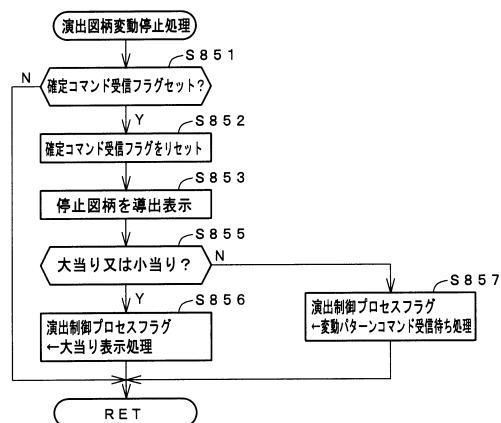 演出図柄変動停止処理
S851
N
確定コマンド受信フラグセット?
Y
S852
確定コマンド受信フラグをリセット
S853
停止図柄を導出表示
S855
大当り又は小当り?
N
Y
S856
演出制御プロセスフラグ
←大当り表示処理
S857
演出制御プロセスフラグ
←変動パターンコマンド受信待ち処理
RET